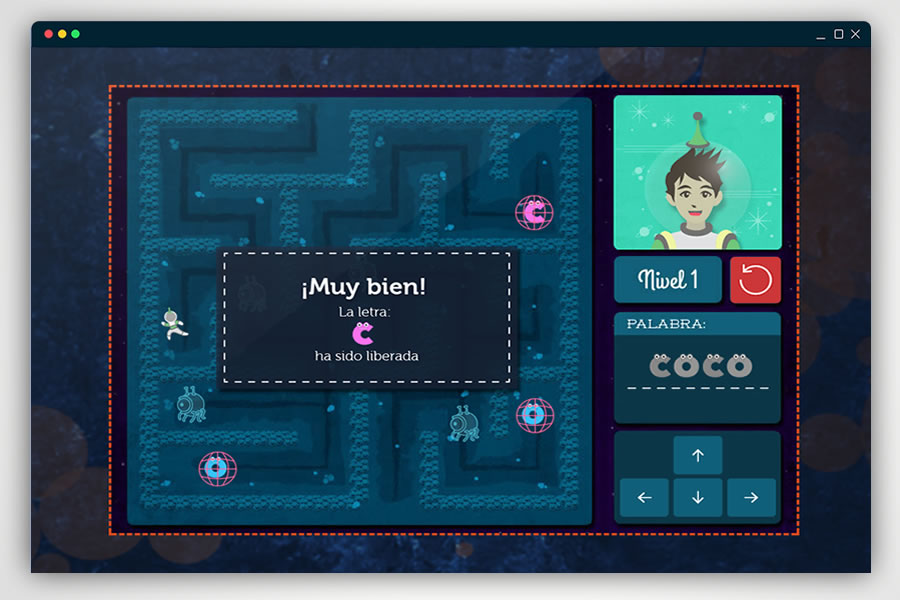 C
¡Muy bien!
La letra:
C
ha sido liberada
o
o
Nivel 1
PALABRA:
COCO